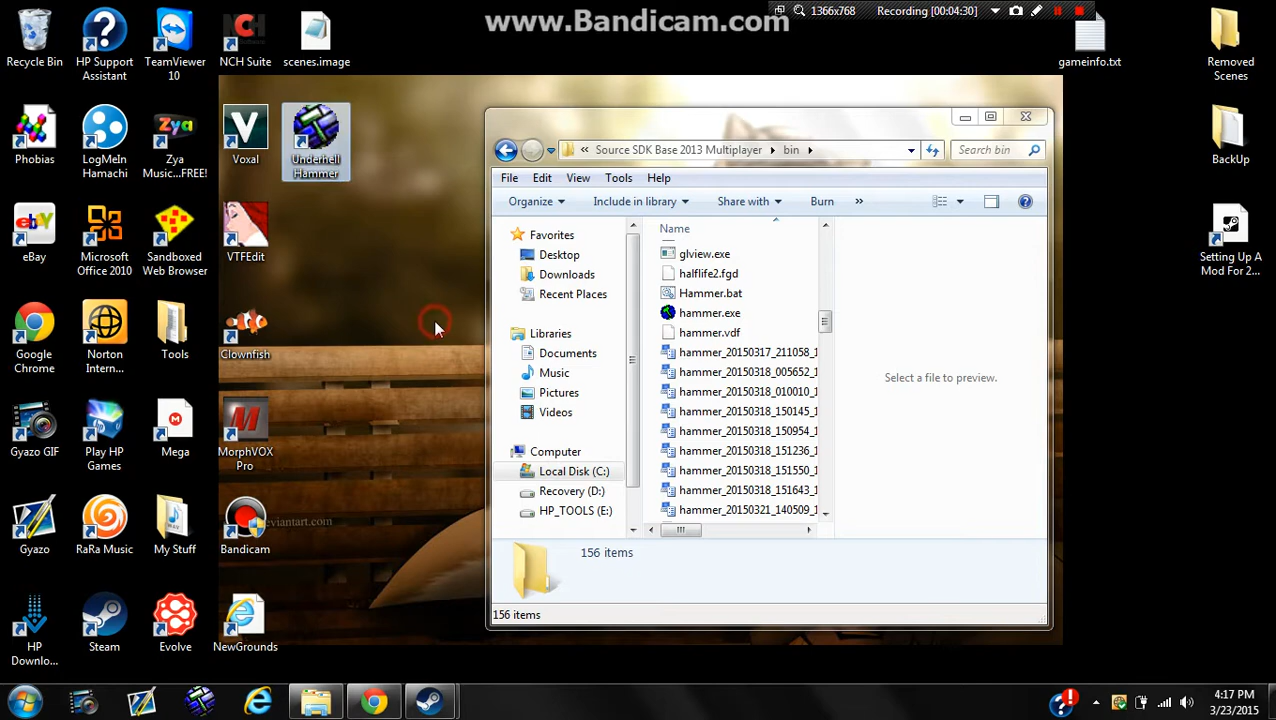 www.Bandicam.com
1366x768
Recording [00:04:30]
Recycle Bin
HP Support Assistant
TeamViewer 10
NCH Suite
scenes.image
gameinfo.txt
Removed Scenes
Phobias
LogMeIn Hamachi
Zya Music...FREE!
Voxal
Underhell Hammer
BackUp
eBay
Microsoft Office 2010
Sandboxed Web Browser
VTFEdit
Setting Up A Mod For 2...
Google Chrome
Norton Intern...
Tools
Clownfish
Gyazo GIF
Play HP Games
Mega
MorphVOX Pro
Gyazo
RaRa Music
My Stuff
Bandicam
HP Downlo...
Steam
Evolve
NewGrounds
eviantart.com
« Source SDK Base 2013 Multiplayer
bin
Search bin
File
Edit
View
Tools
Help
Organize
Include in library
Share with
Burn
»
Favorites
Desktop
Downloads
Recent Places
Libraries
Documents
Music
Pictures
Videos
Computer
Local Disk (C:)
Recovery (D:)
HP_TOOLS (E:)
Name
glview.exe
halflife2.fgd
Hammer.bat
hammer.exe
hammer.vdf
hammer_20150317_211058_1
hammer_20150318_005652_1
hammer_20150318_010010_1
hammer_20150318_150145_1
hammer_20150318_150954_1
hammer_20150318_151236_1
hammer_20150318_151550_1
hammer_20150318_151643_1
hammer_20150321_140509_1
Select a file to preview.
156 items
156 items
4:17 PM
3/23/2015